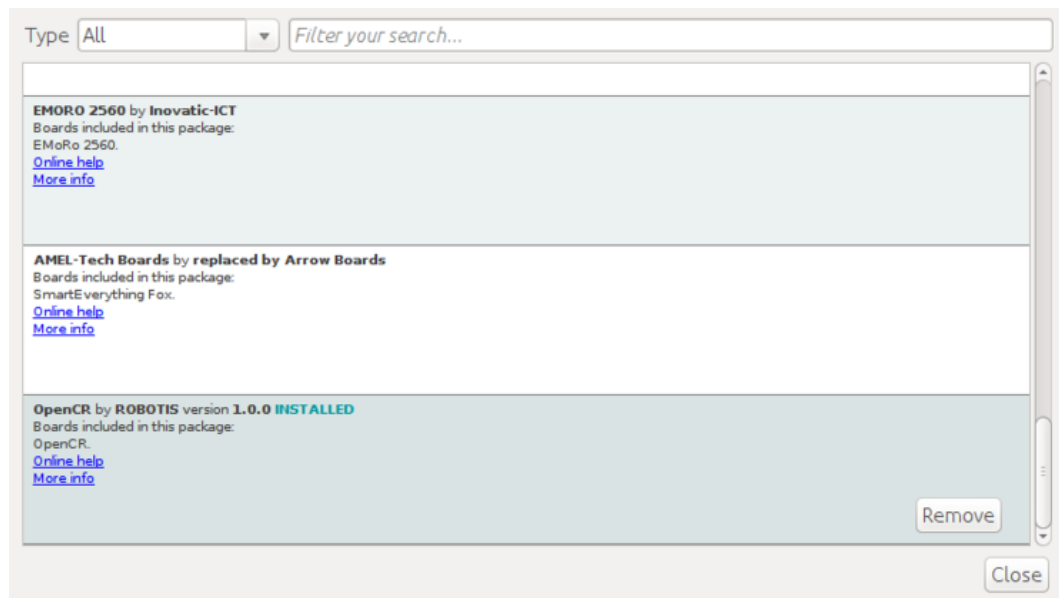 Type All Filter your search...
EMORO 2560 by Inovatic-ICT
Boards included in this package:
EMoRo 2560.
Online help
More info
AMEL-Tech Boards by replaced by Arrow Boards
Boards included in this package:
SmartEverything Fox.
Online help
More info
OpenCR by ROBOTIS version 1.0.0 INSTALLED
Boards included in this package:
OpenCR.
Online help
More info
Remove
Close